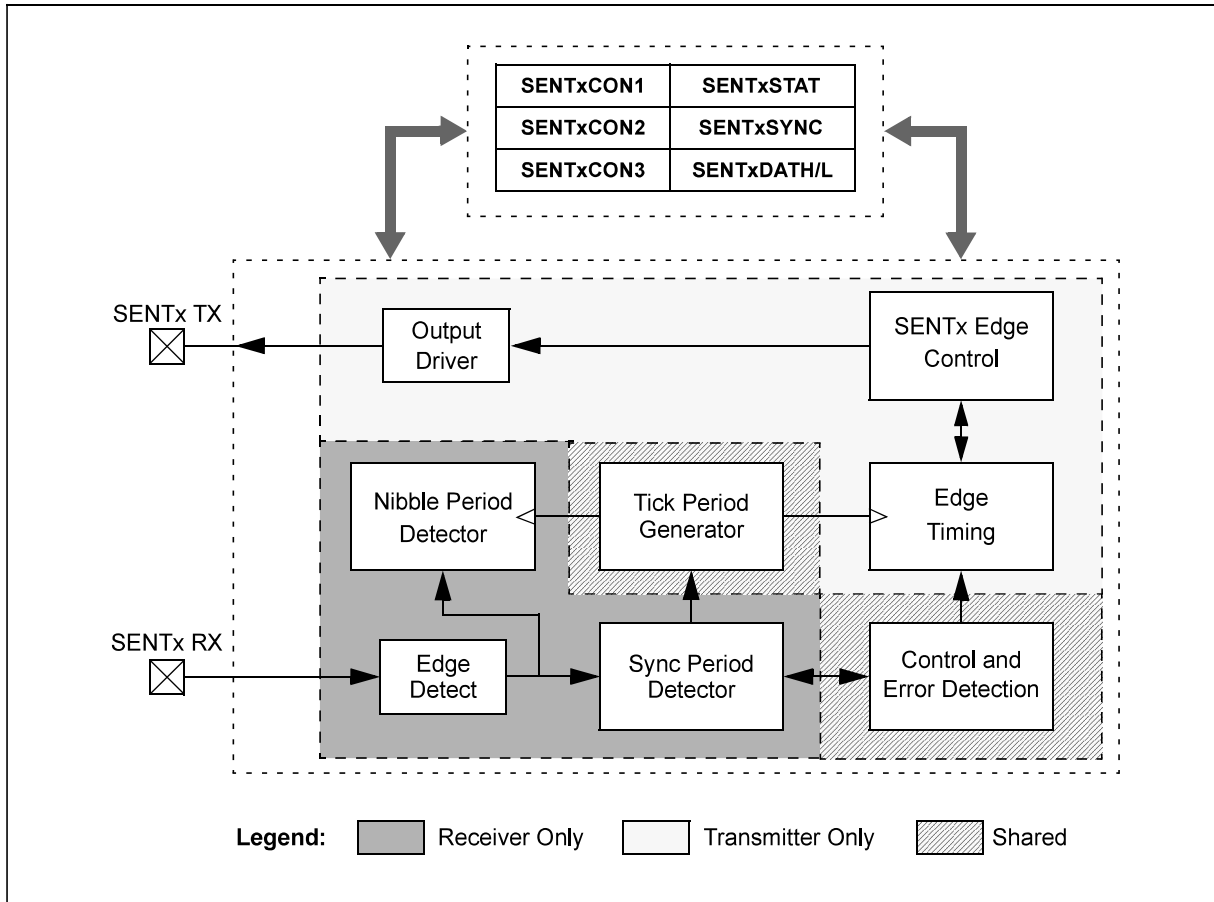 SENTxCON1 SENTxSTAT
SENTxCON2 SENTxSYNC
SENTxCON3 SENTxDATH/L
SENTx TX
Output
Driver
SENTx Edge
Control
Nibble Period
Detector
Tick Period
Generator
Edge
Timing
SENTx RX
Edge
Detect
Sync Period
Detector
Control and
Error Detection
Legend: Receiver Only Transmitter Only Shared